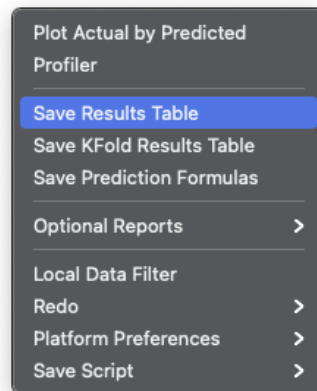 Plot Actual by Predicted
Profiler
Save Results Table
Save KFold Results Table
Save Prediction Formulas
Optional Reports
Local Data Filter
Redo
Platform Preferences
Save Script